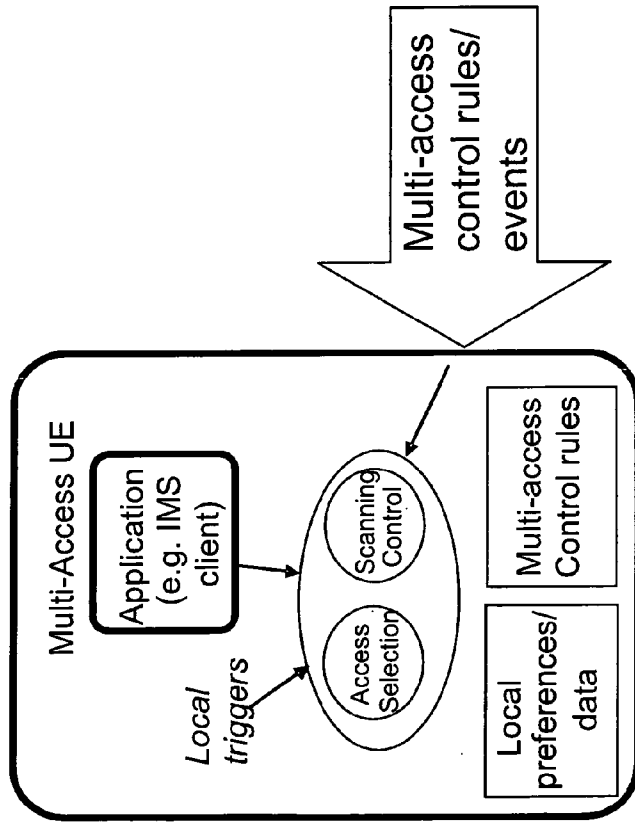 Multi-Access UE
Application
(e.g. IMS
client)
Local
triggers
Access
Selection
Scanning
Control
Local
preferences/
data
Multi-access
Control rules
Multi-access
control rules/
events